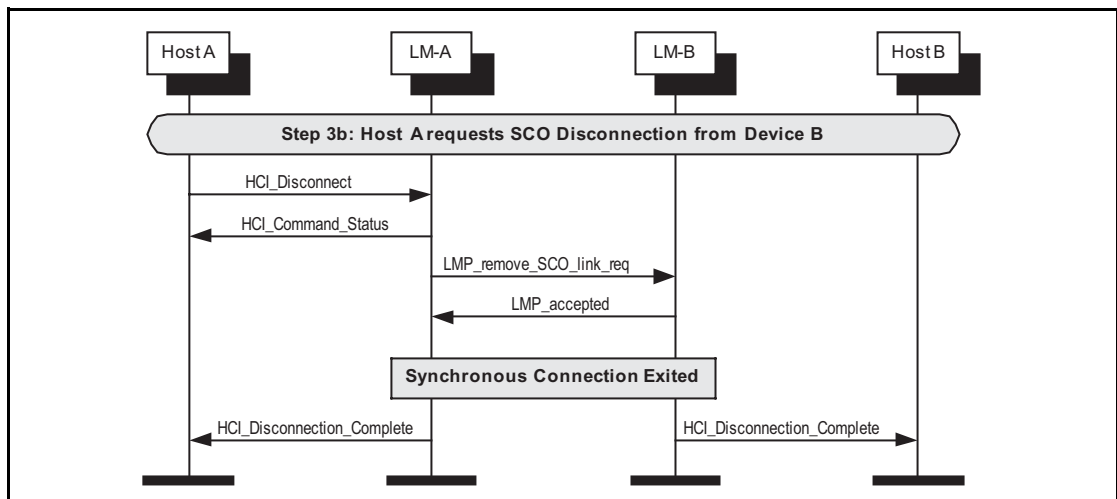 Host A
LM-A
LM-B
Host B
Step 3b: Host A requests SCO Disconnection from Device B
HCI_Disconnect
HCI_Command_Status
LMP_remove_SCO_link_req
LMP_accepted
Synchronous Connection Exited
HCI_Disconnection_Complete
HCI_Disconnection_Complete